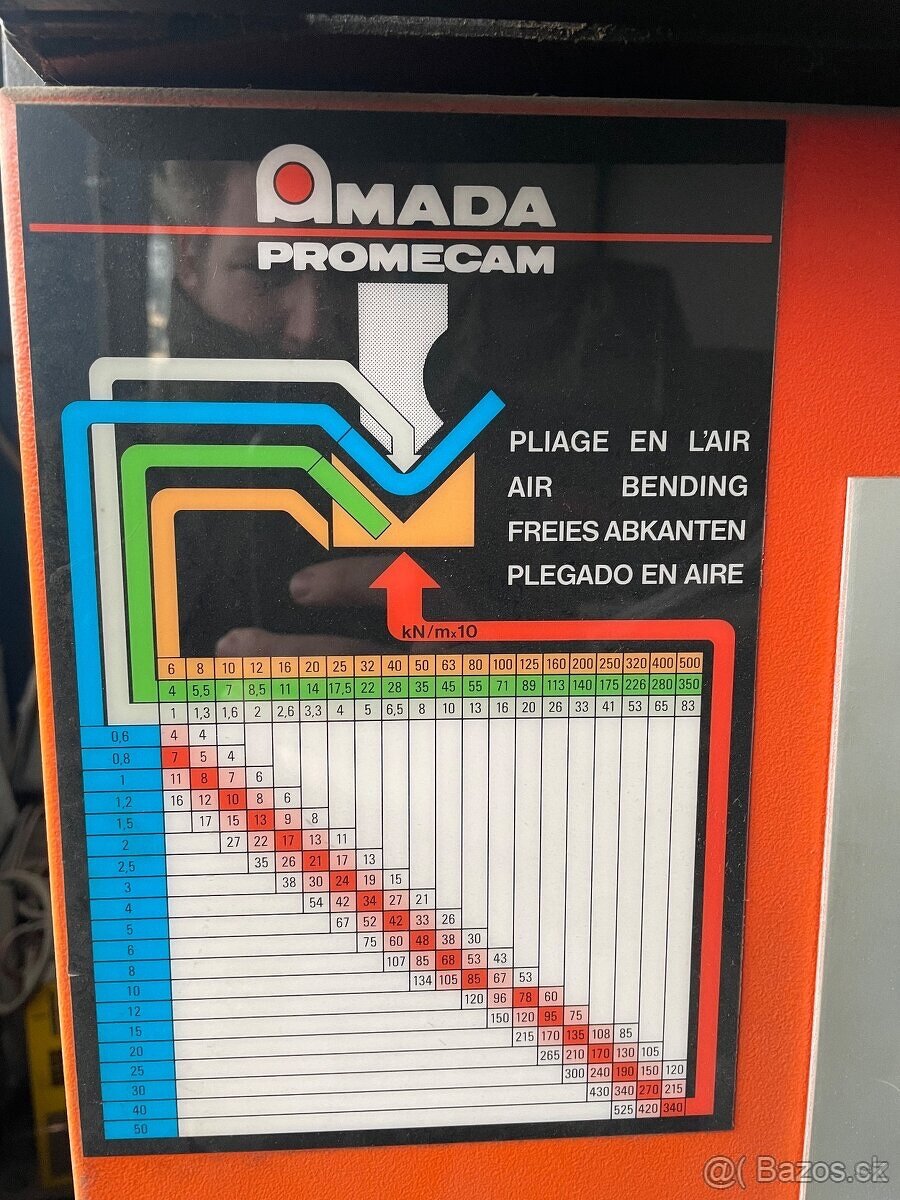 AMADA
PROMECAM
PLIAGE EN L'AIR
AIR BENDING
FREIES ABKANTEN
PLEGADO EN AIRE
kN/mx10
6 8 10 12 16 20 25 32 40 50 63 80 100 125 160 200 250 320 400 500
4 5,5 7 8,5 11 14 17,5 22 28 35 45 55 71 89 113 140 175 226 280 350
1 1,3 1,6 2 2,6 3,3 4 5 6,5 8 10 13 16 20 26 33 41 53 65 83
0,6 4 4
0,8 7 5 4
1 11 8 7 6
1,2 16 12 10 8 6
1,5 17 15 13 9 8
2 27 22 17 13 11
2,5 35 26 21 17 13
3 38 30 24 19 15
4 54 42 34 27 21
5 67 52 42 33 26
6 75 60 48 38 30
8 107 85 68 53 43
10 134 105 85 67 53
12 120 96 78 60
15 150 120 95 75
20 215 170 135 108 85
25 265 210 170 130 105
30 300 240 190 150 120
40 430 340 270 215
50 525 420 340
@( Bazos.sk